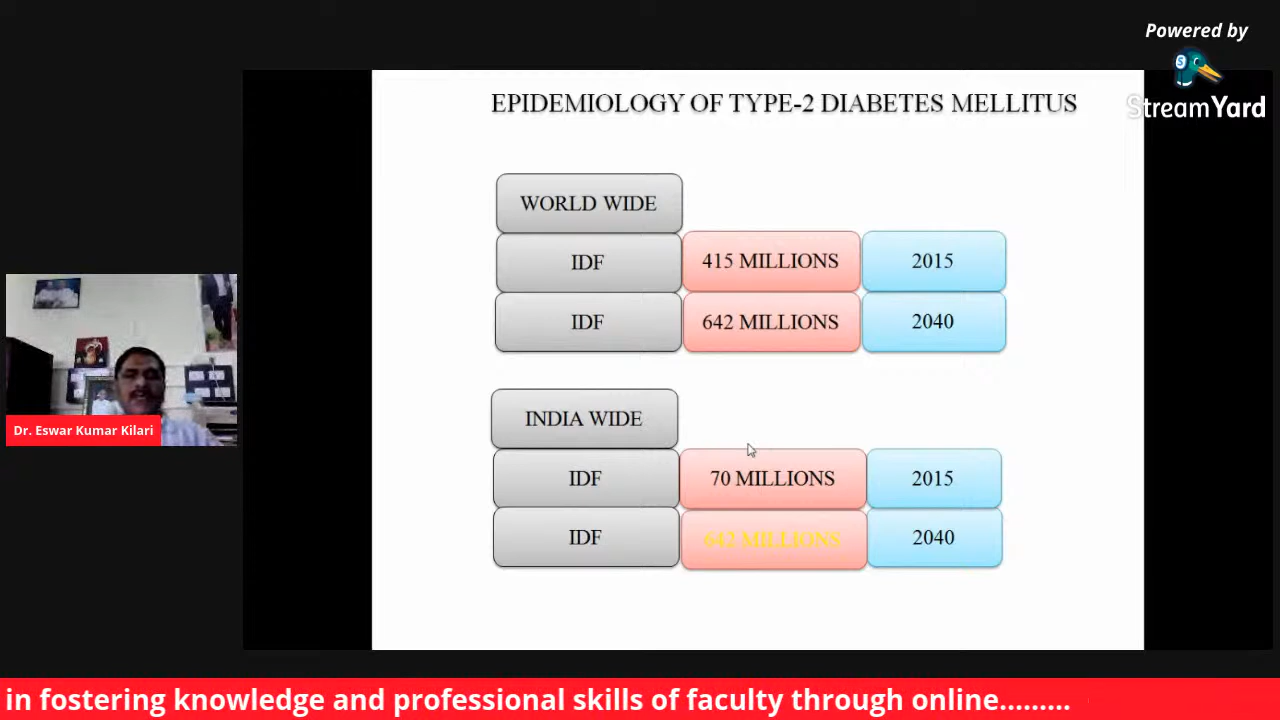 Powered by
StreamYard
EPIDEMIOLOGY OF TYPE-2 DIABETES MELLITUS
WORLD WIDE
IDF 415 MILLIONS 2015
IDF 642 MILLIONS 2040
INDIA WIDE
IDF 70 MILLIONS 2015
IDF 642 MILLIONS 2040
Dr. Eswar Kumar Kilari
in fostering knowledge and professional skills of faculty through online.........